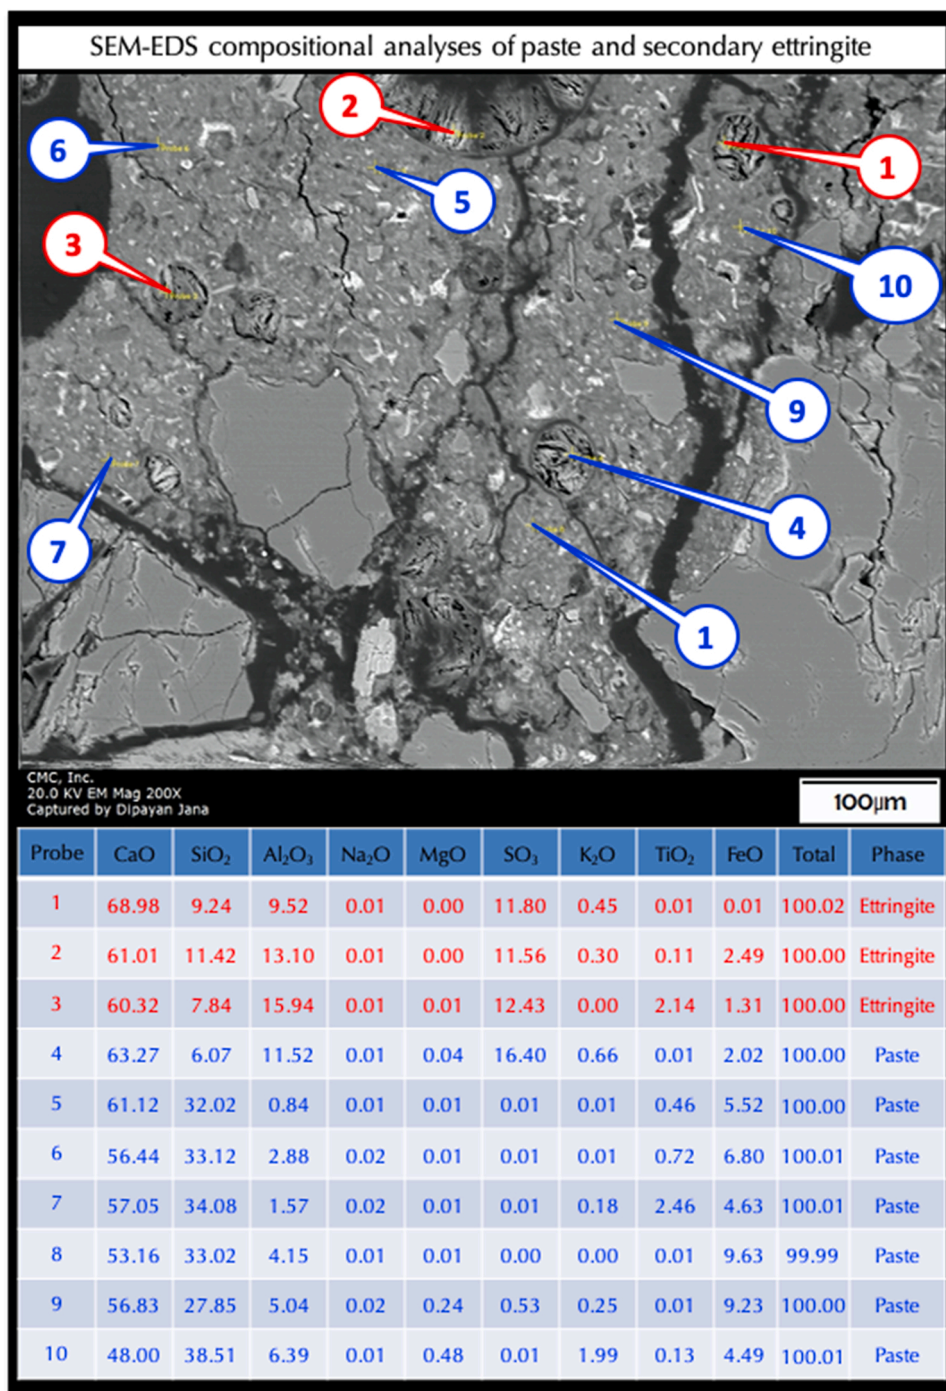 SEM-EDS compositional analyses of paste and secondary ettringite
2
1
6
5
3
10
9
4
7
1
CMC, Inc.
20.0 KV EM Mag 200X
Captured by Dipayan Jana
100µm
Probe CaO SiO₂ Al₂O₃ Na₂O MgO SO₃ K₂O TiO₂ FeO Total Phase
1 68.98 9.24 9.52 0.01 0.00 11.80 0.45 0.01 0.01 100.02 Ettringite
2 61.01 11.42 13.10 0.01 0.00 11.56 0.30 0.11 2.49 100.00 Ettringite
3 60.32 7.84 15.94 0.01 0.01 12.43 0.00 2.14 1.31 100.00 Ettringite
4 63.27 6.07 11.52 0.01 0.04 16.40 0.66 0.01 2.02 100.00 Paste
5 61.12 32.02 0.84 0.01 0.01 0.01 0.01 0.46 5.52 100.00 Paste
6 56.44 33.12 2.88 0.02 0.01 0.01 0.01 0.72 6.80 100.01 Paste
7 57.05 34.08 1.57 0.02 0.01 0.01 0.18 2.46 4.63 100.01 Paste
8 53.16 33.02 4.15 0.01 0.01 0.00 0.00 0.01 9.63 99.99 Paste
9 56.83 27.85 5.04 0.02 0.24 0.53 0.25 0.01 9.23 100.00 Paste
10 48.00 38.51 6.39 0.01 0.48 0.01 1.99 0.13 4.49 100.01 Paste